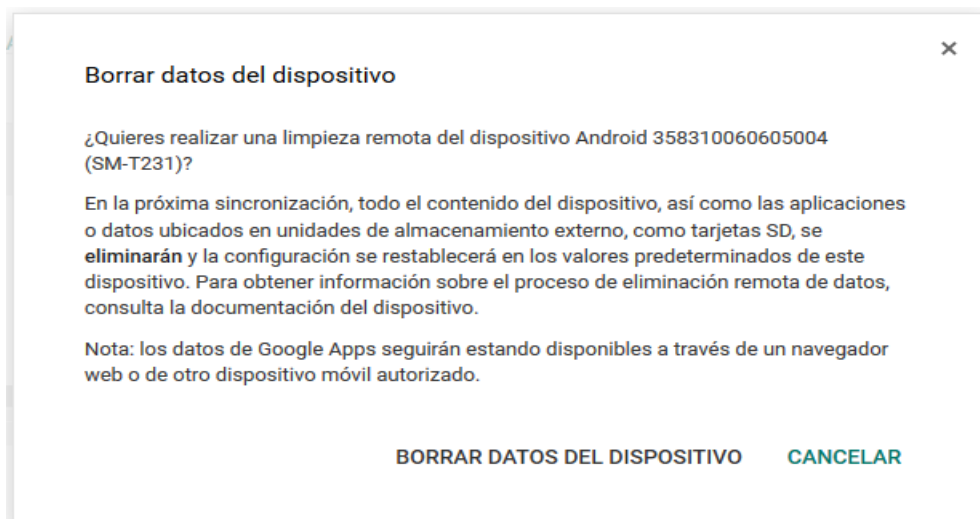 Borrar datos del dispositivo
¿Quieres realizar una limpieza remota del dispositivo Android 358310060605004
(SM-T231)?
En la próxima sincronización, todo el contenido del dispositivo, así como las aplicaciones
o datos ubicados en unidades de almacenamiento externo, como tarjetas SD, se
eliminarán y la configuración se restablecerá en los valores predeterminados de este
dispositivo. Para obtener información sobre el proceso de eliminación remota de datos,
consulta la documentación del dispositivo.
Nota: los datos de Google Apps seguirán estando disponibles a través de un navegador
web o de otro dispositivo móvil autorizado.
BORRAR DATOS DEL DISPOSITIVO CANCELAR